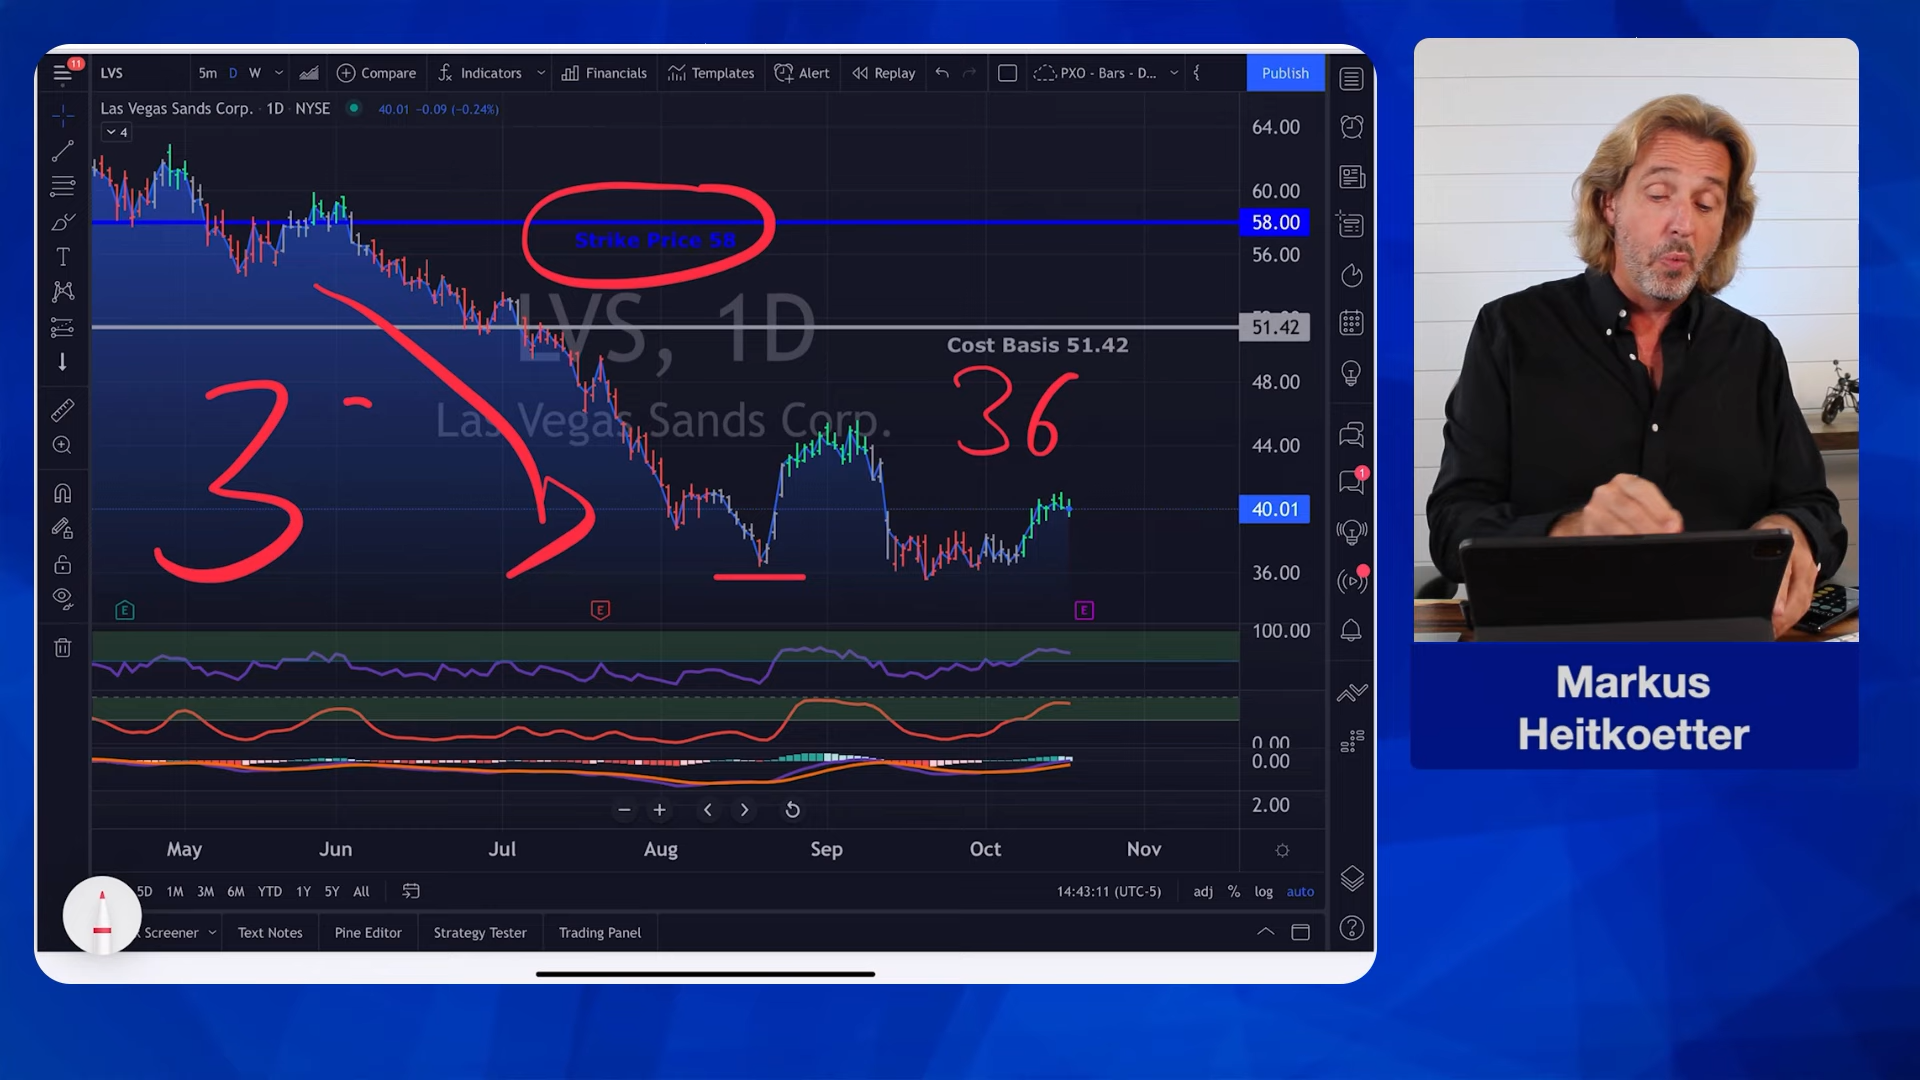 11
LVS 5m D W Compare Indicators Financials Templates Alert Replay PXO - Bars - D... Publish
Las Vegas Sands Corp. · 1D · NYSE 40.01 -0.09 (-0.24%)
4
64.00
60.00
58.00
Strike Price 58
56.00
LVS, 1D
51.42
Cost Basis 51.42
48.00
3 -
36
Las Vegas Sands Corp.
44.00
1
40.01
36.00
E E E
100.00
0.00
0.00
2.00
May Jun Jul Aug Sep Oct Nov
5D 1M 3M 6M YTD 1Y 5Y All 14:43:11 (UTC-5) adj % log auto
Screener Text Notes Pine Editor Strategy Tester Trading Panel
Markus
Heitkoetter